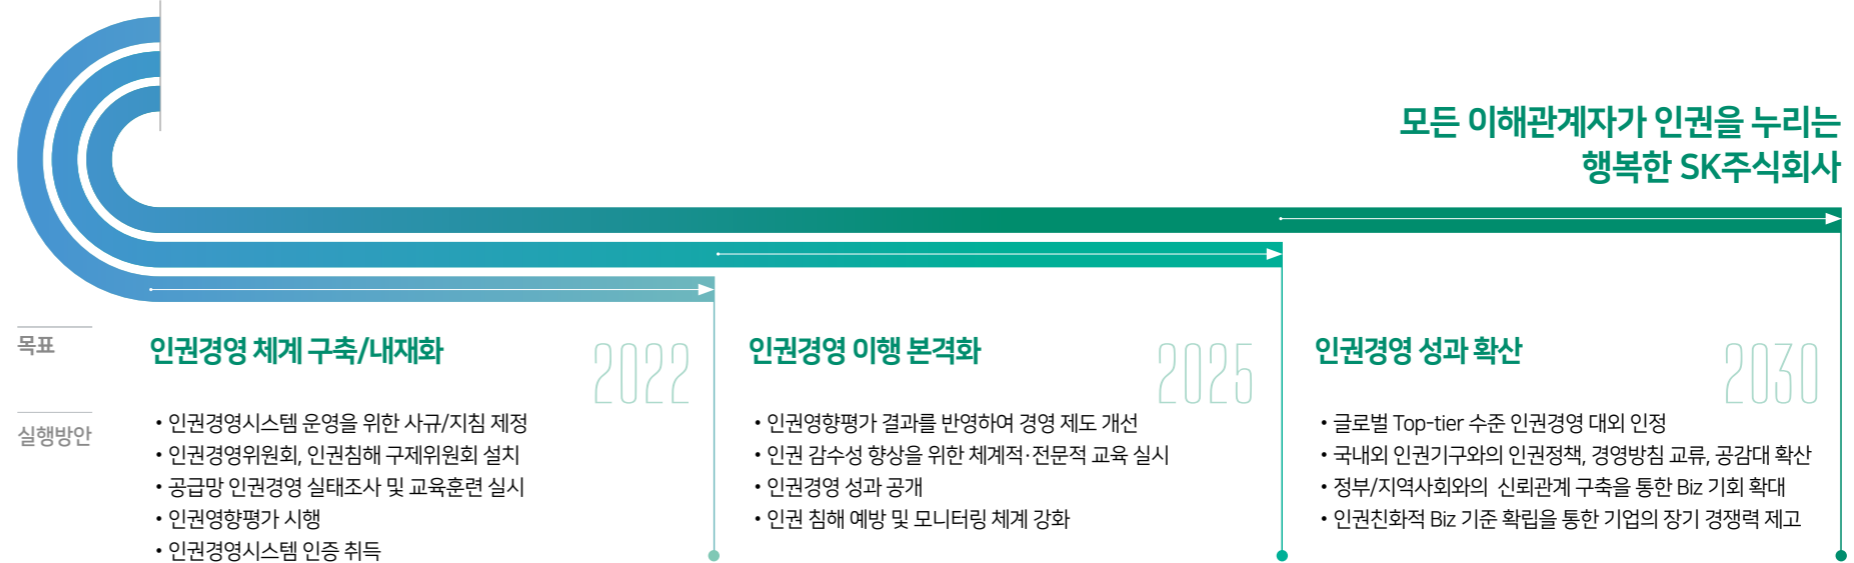 모든 이해관계자가 인권을 누리는
행복한 SK주식회사
목표
인권경영 체계 구축/내재화
2022
인권경영 이행 본격화
2025
인권경영 성과 확산
2030
실행방안
• 인권경영시스템 운영을 위한 사규/지침 제정
• 인권경영위원회, 인권침해 구제위원회 설치
• 공급망 인권경영 실태조사 및 교육훈련 실시
• 인권영향평가 시행
• 인권경영시스템 인증 취득
• 인권영향평가 결과를 반영하여 경영 제도 개선
• 인권 감수성 향상을 위한 체계적·전문적 교육 실시
• 인권경영 성과 공개
• 인권 침해 예방 및 모니터링 체계 강화
• 글로벌 Top-tier 수준 인권경영 대외 인정
• 국내외 인권기구와의 인권정책, 경영방침 교류, 공감대 확산
• 정부/지역사회와의 신뢰관계 구축을 통한 Biz 기회 확대
• 인권친화적 Biz 기준 확립을 통한 기업의 장기 경쟁력 제고